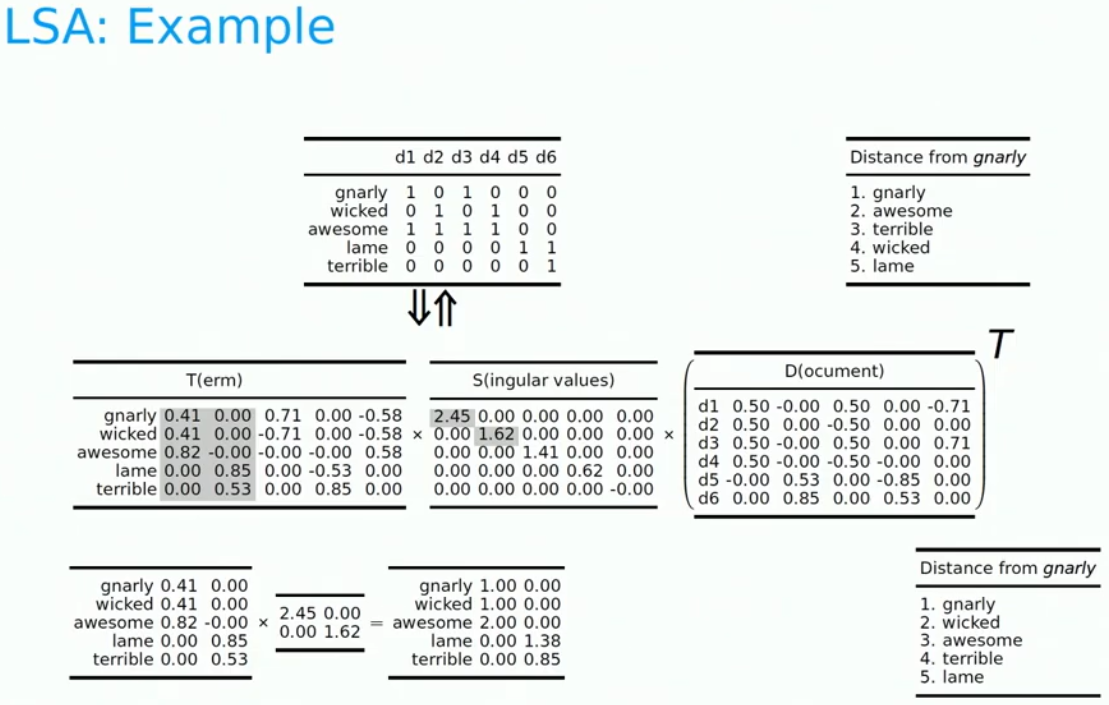 LSA: Example
d1 d2 d3 d4 d5 d6
gnarly 1 0 1 0 0 0
wicked 0 1 0 1 0 0
awesome 1 1 1 1 0 0
lame 0 0 0 0 1 1
terrible 0 0 0 0 0 1
Distance from gnarly
1. gnarly
2. awesome
3. terrible
4. wicked
5. lame
⇓⇑
T(erm)
gnarly 0.41 0.00 0.71 0.00 -0.58
wicked 0.41 0.00 -0.71 0.00 -0.58
awesome 0.82 -0.00 -0.00 -0.00 0.58
lame 0.00 0.85 0.00 -0.53 0.00
terrible 0.00 0.53 0.00 0.85 0.00
×
S(ingular values)
2.45 0.00 0.00 0.00 0.00
0.00 1.62 0.00 0.00 0.00
0.00 0.00 1.41 0.00 0.00
0.00 0.00 0.00 0.62 0.00
0.00 0.00 0.00 0.00 -0.00
×
D(ocument)
d1 0.50 -0.00 0.50 0.00 -0.71
d2 0.50 0.00 -0.50 0.00 0.00
d3 0.50 -0.00 0.50 0.00 0.71
d4 0.50 -0.00 -0.50 -0.00 0.00
d5 -0.00 0.53 0.00 -0.85 0.00
d6 0.00 0.85 0.00 0.53 0.00
T
gnarly 0.41 0.00
wicked 0.41 0.00
awesome 0.82 -0.00
lame 0.00 0.85
terrible 0.00 0.53
×
2.45 0.00
0.00 1.62
=
gnarly 1.00 0.00
wicked 1.00 0.00
awesome 2.00 0.00
lame 0.00 1.38
terrible 0.00 0.85
Distance from gnarly
1. gnarly
2. wicked
3. awesome
4. terrible
5. lame